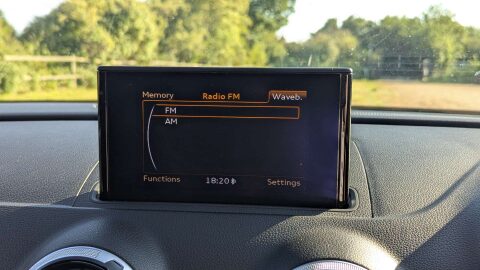 Memory Radio FM Waveb.
FM
AM
Functions 18:20 Settings